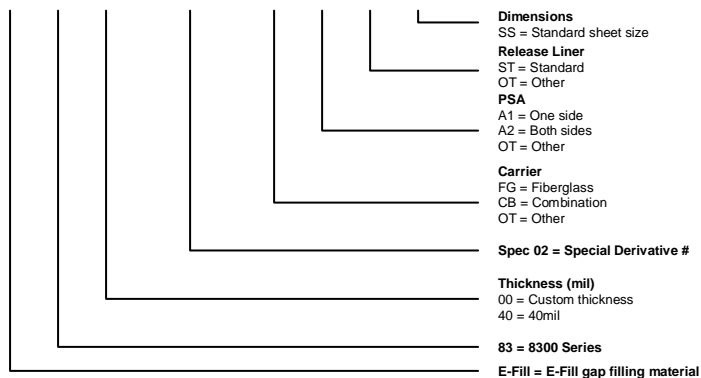 Dimensions
SS = Standard sheet size
Release Liner
ST = Standard
OT = Other
PSA
A1 = One side
A2 = Both sides
OT = Other
Carrier
FG = Fiberglass
CB = Combination
OT = Other
Spec 02 = Special Derivative #
Thickness (mil)
00 = Custom thickness
40 = 40mil
83 = 8300 Series
E-Fill = E-Fill gap filling material